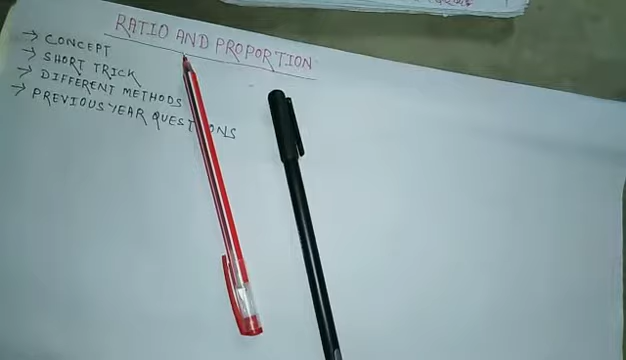 RATIO AND PROPORTION
→ CONCEPT
→ SHORT TRICK
→ DIFFERENT METHODS
→ PREVIOUS YEAR QUESTIONS